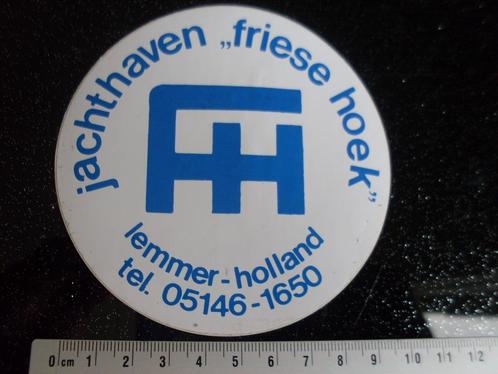 jachthaven „friese hoek”
FH
lemmer-holland
tel. 05146-1650
0 cm 1 2 3 4 5 6 7 8 9 10 11 12